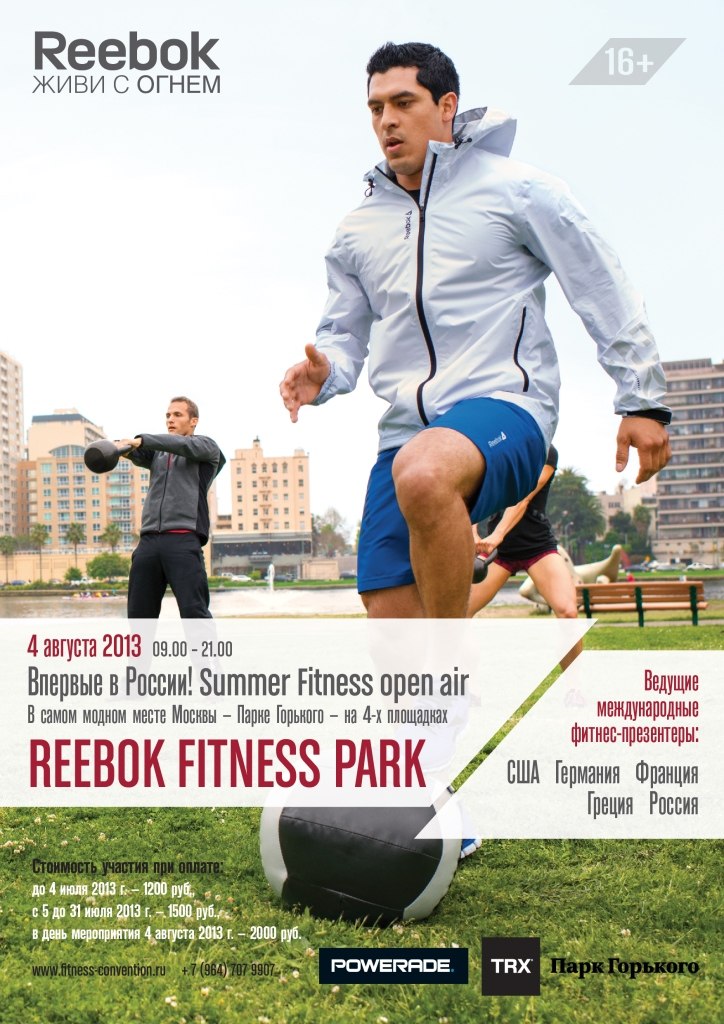 Reebok
ЖИВИ С ОГНЕМ
16+
Reebok
Reebok
4 августа 2013 09.00 – 21.00
Впервые в России! Summer Fitness open air
В самом модном месте Москвы – Парке Горького – на 4-х площадках
REEBOK FITNESS PARK
Ведущие
международные
фитнес-презентеры:
США Германия Франция
Греция Россия
Стоимость участия при оплате:
до 4 июля 2013 г. – 1200 руб.,
с 5 до 31 июля 2013 г. – 1500 руб.,
в день мероприятия 4 августа 2013 г. – 2000 руб.
www.fitness-convention.ru +7 (964) 707 9907
POWERADE
TRX
Парк Горького